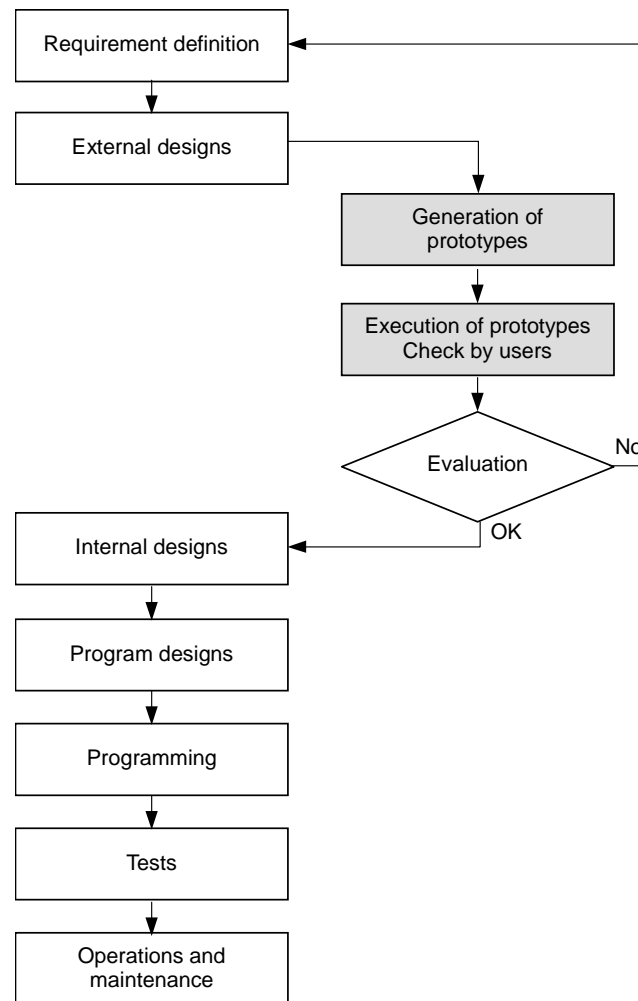 Requirement definition
External designs
Generation of
prototypes
Execution of prototypes
Check by users
Evaluation
No
OK
Internal designs
Program designs
Programming
Tests
Operations and
maintenance